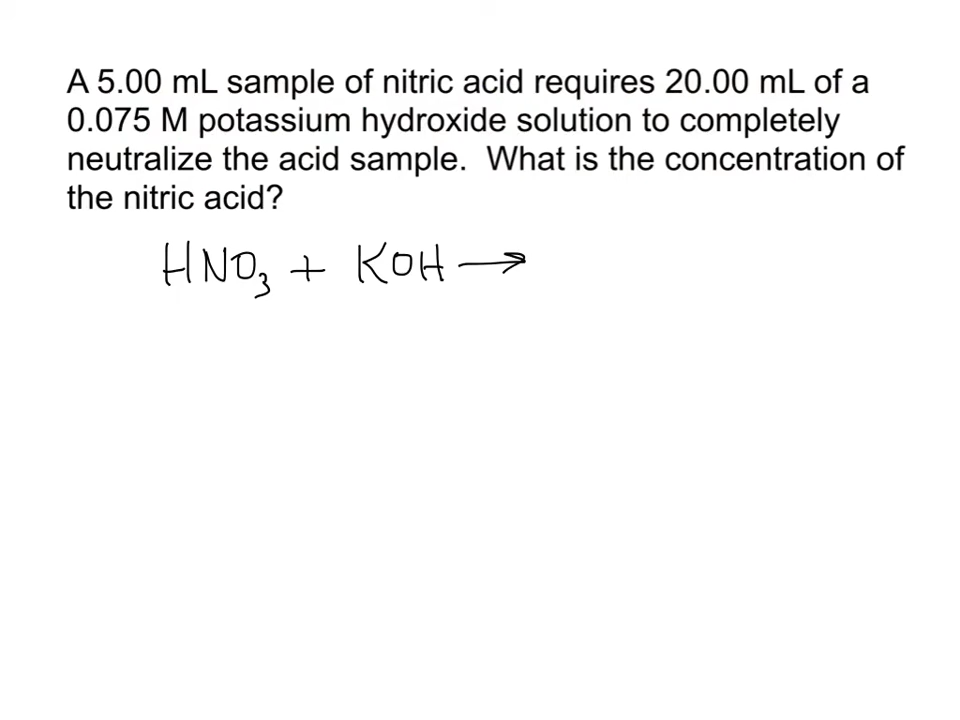 A 5.00 mL sample of nitric acid requires 20.00 mL of a
0.075 M potassium hydroxide solution to completely
neutralize the acid sample.  What is the concentration of
the nitric acid?
HNO₃ + KOH →